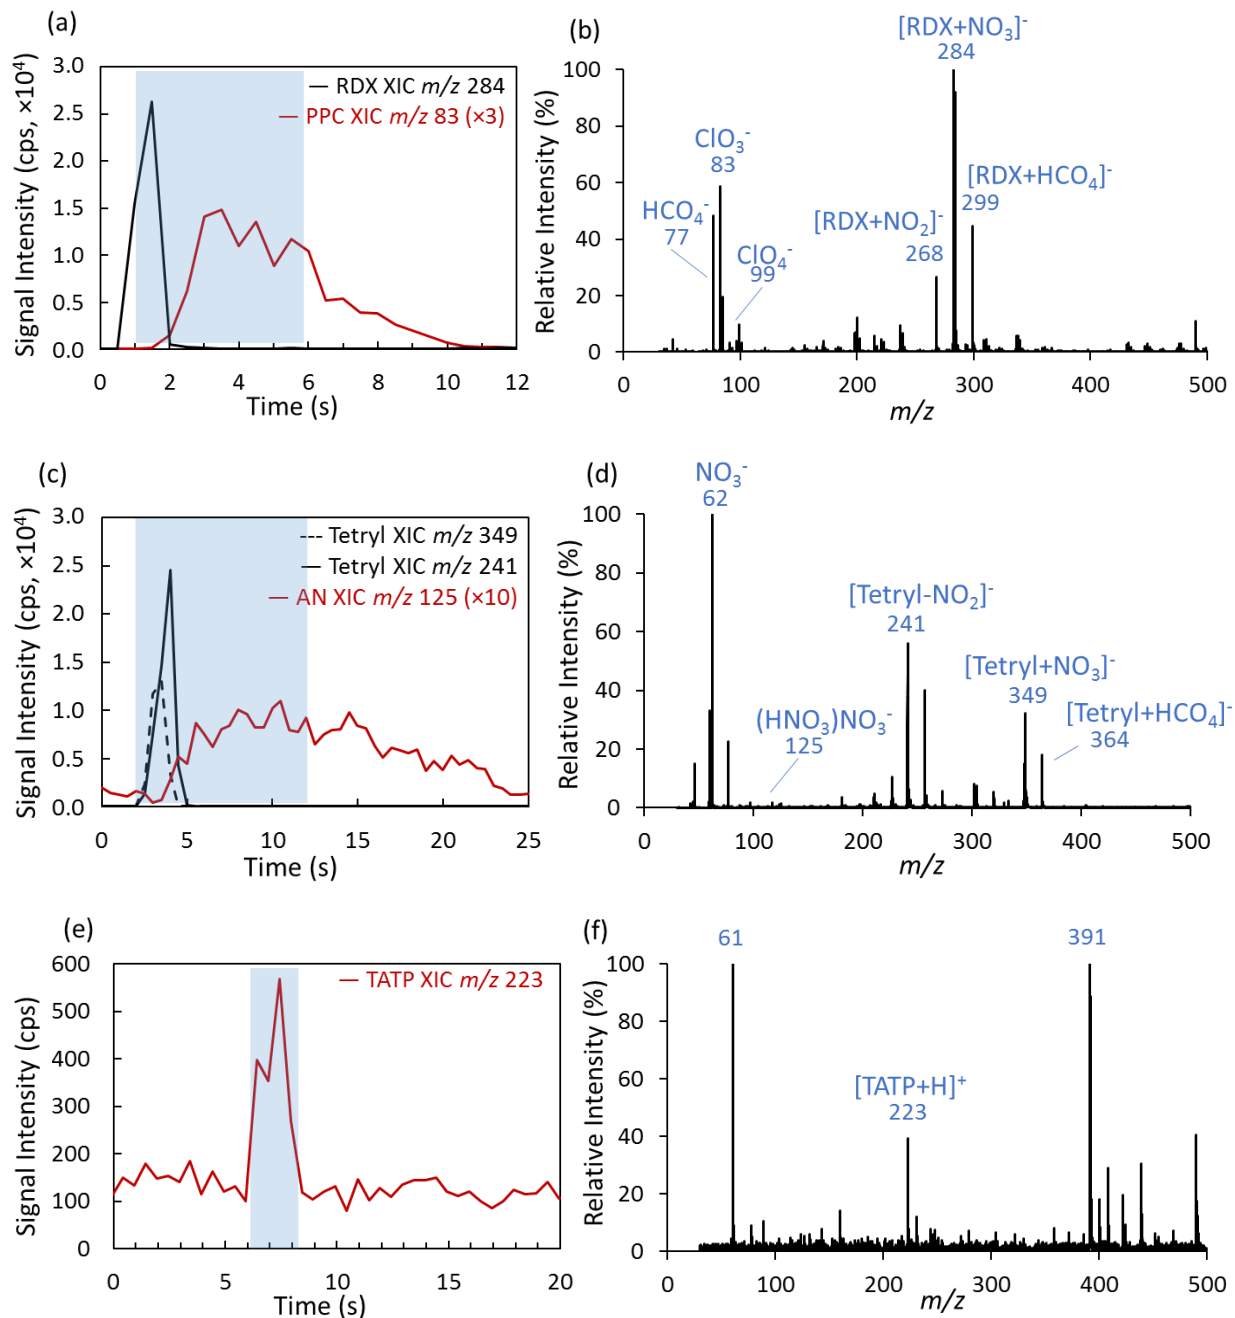 (a)
Signal Intensity (cps, ×10⁴)
3.0
2.5
2.0
1.5
1.0
0.5
0.0
— RDX XIC m/z 284
— PPC XIC m/z 83 (×3)
0 2 4 6 8 10 12
Time (s)
(b)
Relative Intensity (%)
100
80
60
40
20
0
[RDX+NO₃]⁻
284
ClO₃⁻
83
HCO₄⁻
77
ClO₄⁻
99
[RDX+HCO₄]⁻
299
[RDX+NO₂]⁻
268
0 100 200 300 400 500
m/z
(c)
Signal Intensity (cps, ×10⁴)
3.0
2.5
2.0
1.5
1.0
0.5
0.0
--- Tetryl XIC m/z 349
— Tetryl XIC m/z 241
— AN XIC m/z 125 (×10)
0 5 10 15 20 25
Time (s)
(d)
Relative Intensity (%)
100
80
60
40
20
0
NO₃⁻
62
[Tetryl-NO₂]⁻
241
[Tetryl+NO₃]⁻
349
[Tetryl+HCO₄]⁻
364
(HNO₃)NO₃⁻
125
0 100 200 300 400 500
m/z
(e)
Signal Intensity (cps)
600
500
400
300
200
100
0
— TATP XIC m/z 223
0 5 10 15 20
Time (s)
(f)
Relative Intensity (%)
100
80
60
40
20
0
61
391
[TATP+H]⁺
223
0 100 200 300 400 500
m/z